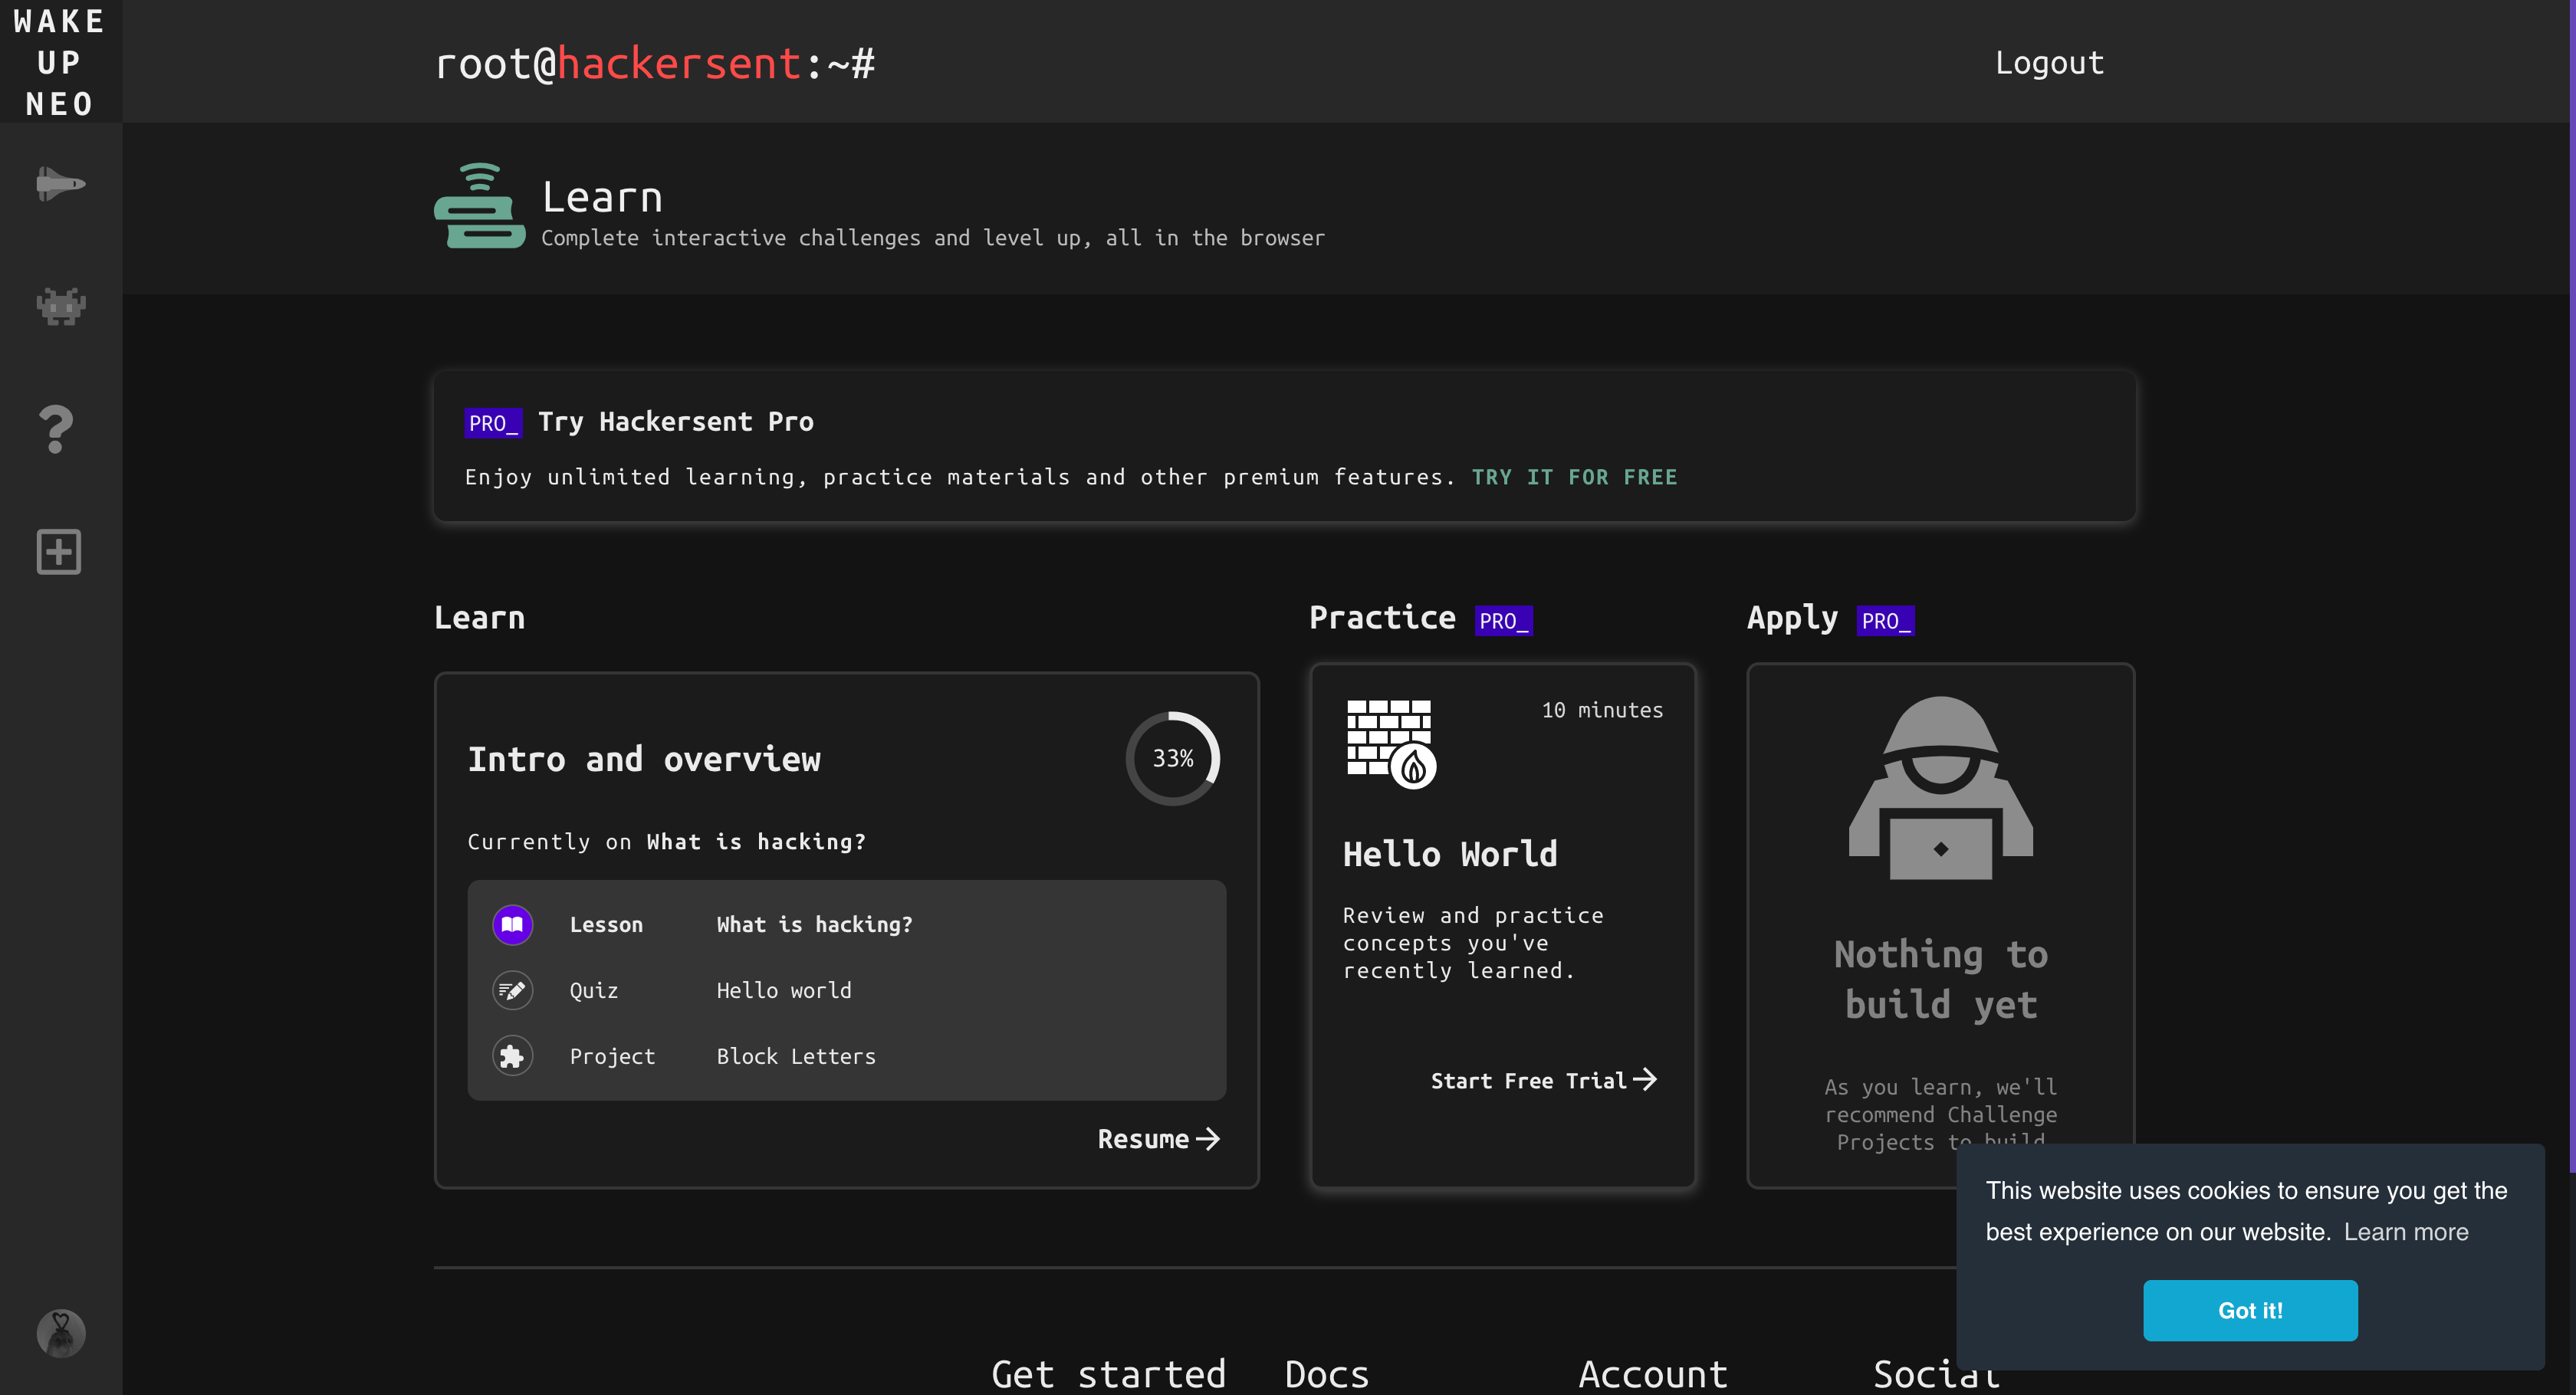 WAKE
UP
NEO
root@hackersent:~#
Logout
Learn
Complete interactive challenges and level up, all in the browser
PRO_ Try Hackersent Pro
Enjoy unlimited learning, practice materials and other premium features. TRY IT FOR FREE
Learn
Intro and overview
33%
Currently on What is hacking?
Lesson What is hacking?
Quiz Hello world
Project Block Letters
Resume
Practice PRO_
10 minutes
Hello World
Review and practice
concepts you've
recently learned.
Start Free Trial
Apply PRO_
Nothing to
build yet
As you learn, we'll
recommend Challenge
Projects to build
This website uses cookies to ensure you get the
best experience on our website. Learn more
Got it!
Get started
Docs
Account
Social